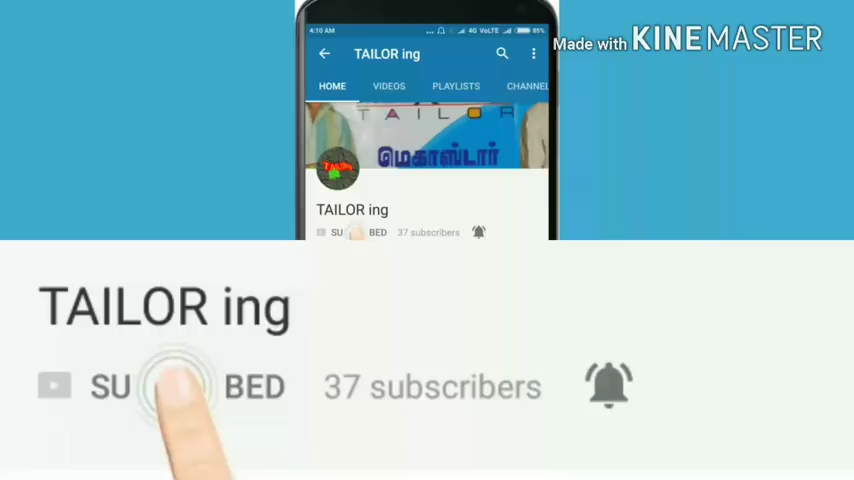 4:10 AM ... 4G VoLTE 85%
Made with KINEMASTER
TAILOR ing
HOME VIDEOS PLAYLISTS CHANNEL
TAILOR
மெகாஸ்டார்
TAILOR
TAILOR ing
SU BED 37 subscribers
TAILOR ing
SU BED 37 subscribers